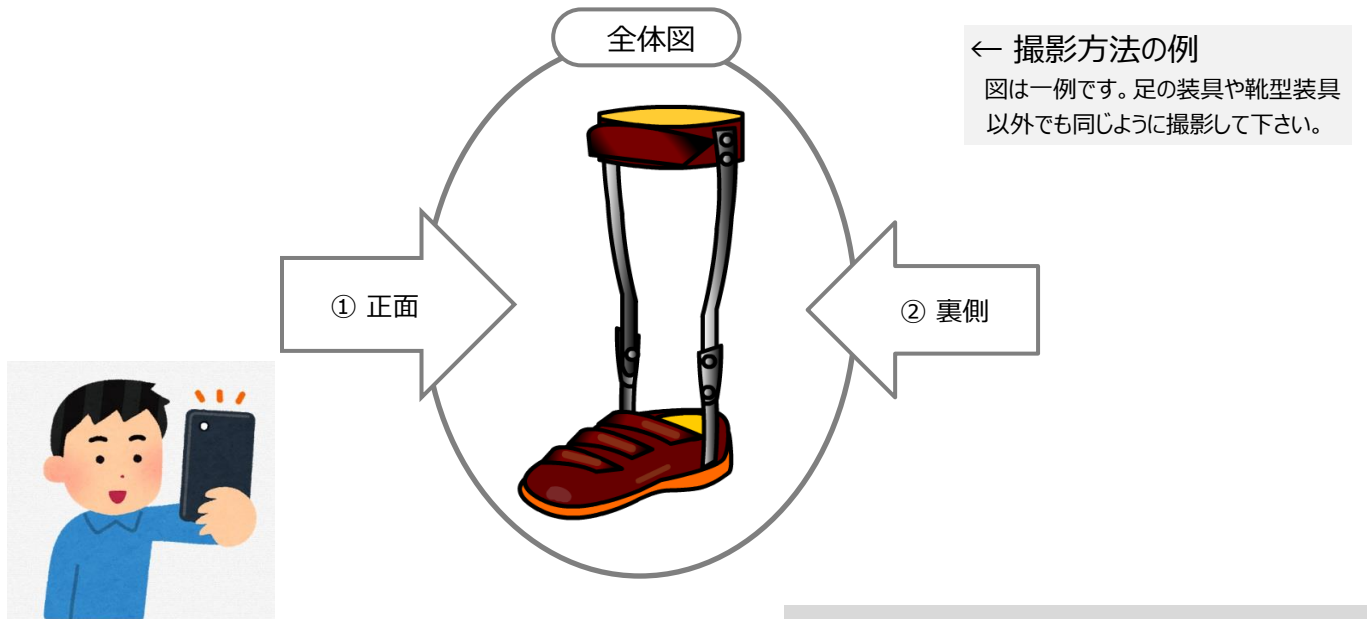 全体図
← 撮影方法の例
図は一例です。足の装具や靴型装具
以外でも同じように撮影して下さい。
① 正面
② 裏側